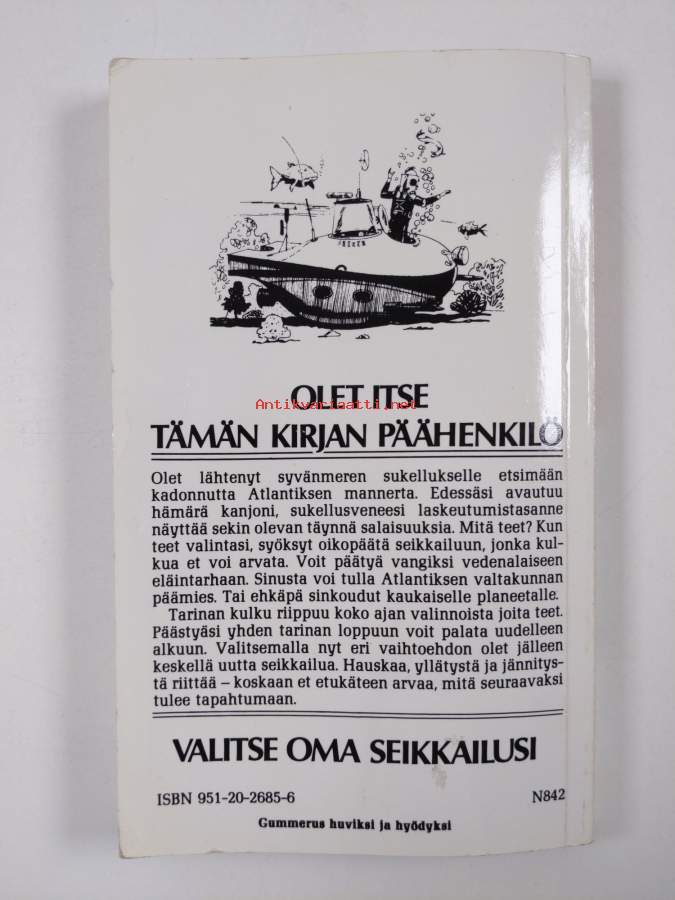 OLET ITSE
Antikvariaatti.net
TÄMÄN KIRJAN PÄÄHENKILÖ
Olet lähtenyt syvänmeren sukellukselle etsimään
kadonnutta Atlantiksen mannerta. Edessäsi avautuu
hämärä kanjoni, sukellusveneesi laskeutumistasanne
näyttää sekin olevan täynnä salaisuuksia. Mitä teet? Kun
teet valintasi, syöksyt oikopäätä seikkailuun, jonka kul-
kua et voi arvata. Voit päätyä vangiksi vedenalaiseen
eläintarhaan. Sinusta voi tulla Atlantiksen valtakunnan
päämies. Tai ehkäpä sinkoudut kaukaiselle planeetalle.
Tarinan kulku riippuu koko ajan valinnoista joita teet.
Päästyäsi yhden tarinan loppuun voit palata uudelleen
alkuun. Valitsemalla nyt eri vaihtoehdon olet jälleen
keskellä uutta seikkailua. Hauskaa, yllätystä ja jännitys-
tä riittää – koskaan et etukäteen arvaa, mitä seuraavaksi
tulee tapahtumaan.
VALITSE OMA SEIKKAILUSI
ISBN 951-20-2685-6
N842
Gummerus huviksi ja hyödyksi